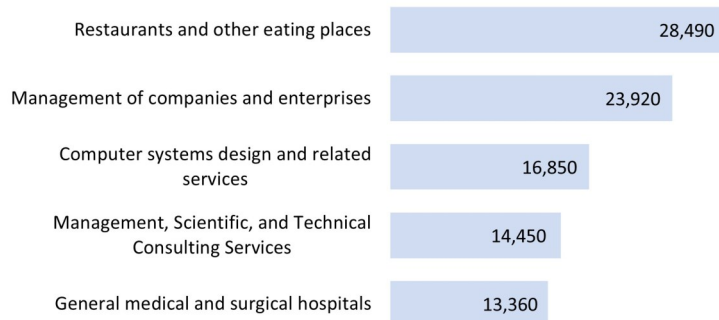 Restaurants and other eating places
28,490
Management of companies and enterprises
23,920
Computer systems design and related
services
16,850
Management, Scientific, and Technical
Consulting Services
14,450
General medical and surgical hospitals
13,360